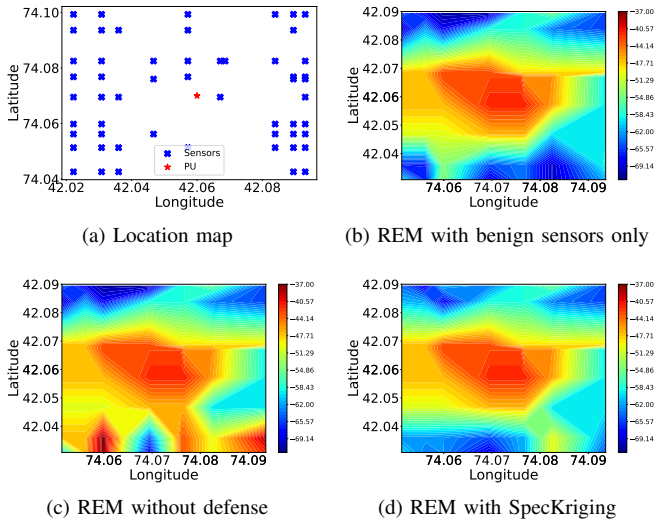 74.10
74.08
74.06
74.04
Latitude
Sensors
PU
42.02 42.04 42.06 42.08
Longitude
(a) Location map
42.09
42.08
42.07
42.06
42.05
42.04
Latitude
74.06 74.07 74.08 74.09
Longitude
−37.00
−40.57
−44.14
−47.71
−51.29
−54.86
−58.43
−62.00
−65.57
−69.14
(b) REM with benign sensors only
42.09
42.08
42.07
42.06
42.05
42.04
Latitude
74.06 74.07 74.08 74.09
Longitude
−37.00
−40.57
−44.14
−47.71
−51.29
−54.86
−58.43
−62.00
−65.57
−69.14
(c) REM without defense
42.09
42.08
42.07
42.06
42.05
42.04
Latitude
74.06 74.07 74.08 74.09
Longitude
−37.00
−40.57
−44.14
−47.71
−51.29
−54.86
−58.43
−62.00
−65.57
−69.14
(d) REM with SpecKriging